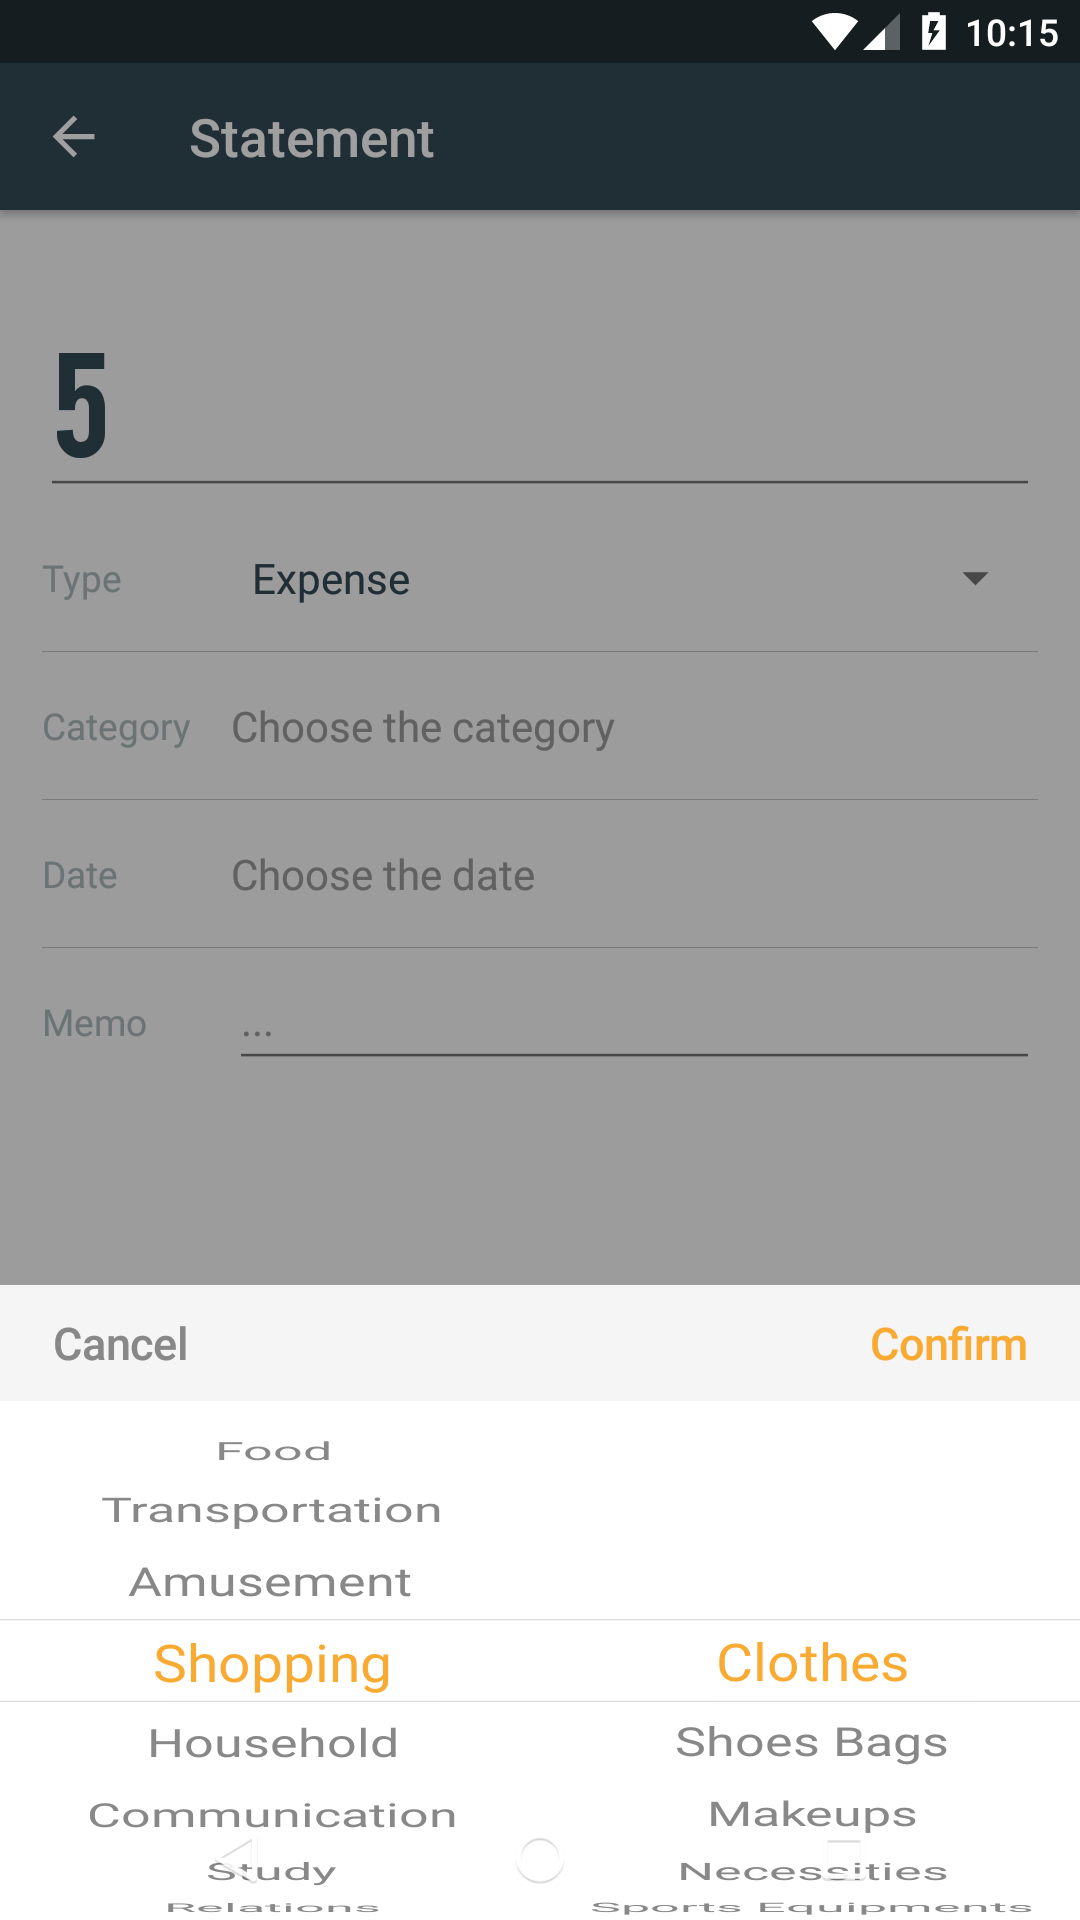 10:15
Statement
5
Type Expense
Category Choose the category
Date Choose the date
Memo ...
Cancel Confirm
Food
Transportation
Amusement
Shopping Clothes
Household Shoes Bags
Communication Makeups
Study Necessities
Relations Sports Equipments